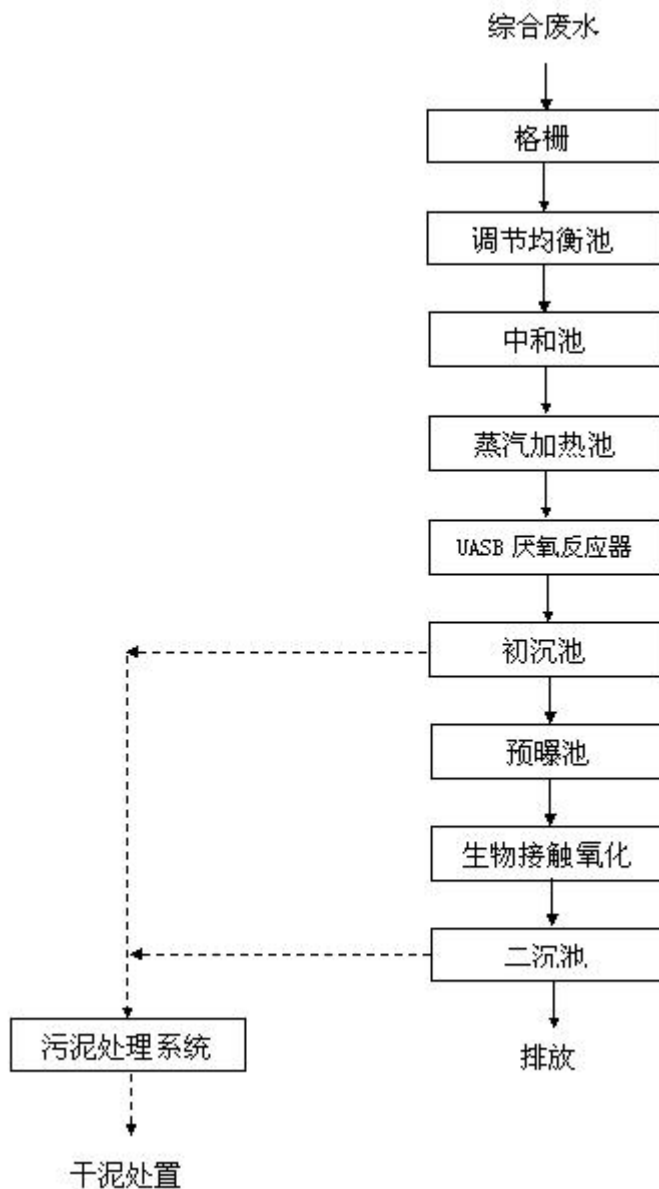 综合废水
格栅
调节均衡池
中和池
蒸汽加热池
UASB 厌氧反应器
初沉池
预曝池
生物接触氧化
二沉池
污泥处理系统
排放
干泥处置